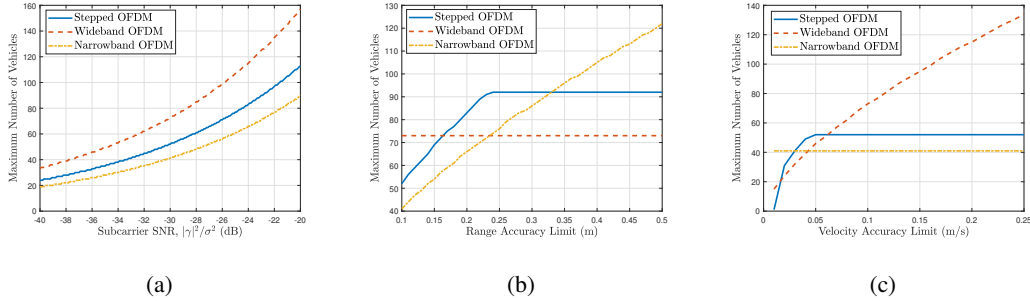 Stepped OFDM
Wideband OFDM
Narrowband OFDM
Maximum Number of Vehicles
160
140
120
100
80
60
40
20
0
-40 -38 -36 -34 -32 -30 -28 -26 -24 -22 -20
Subcarrier SNR, |γ|²/σ² (dB)
(a)
Stepped OFDM
Wideband OFDM
Narrowband OFDM
Maximum Number of Vehicles
130
120
110
100
90
80
70
60
50
40
0.1 0.15 0.2 0.25 0.3 0.35 0.4 0.45 0.5
Range Accuracy Limit (m)
(b)
Stepped OFDM
Wideband OFDM
Narrowband OFDM
Maximum Number of Vehicles
140
120
100
80
60
40
20
0
0 0.05 0.1 0.15 0.2 0.25
Velocity Accuracy Limit (m/s)
(c)